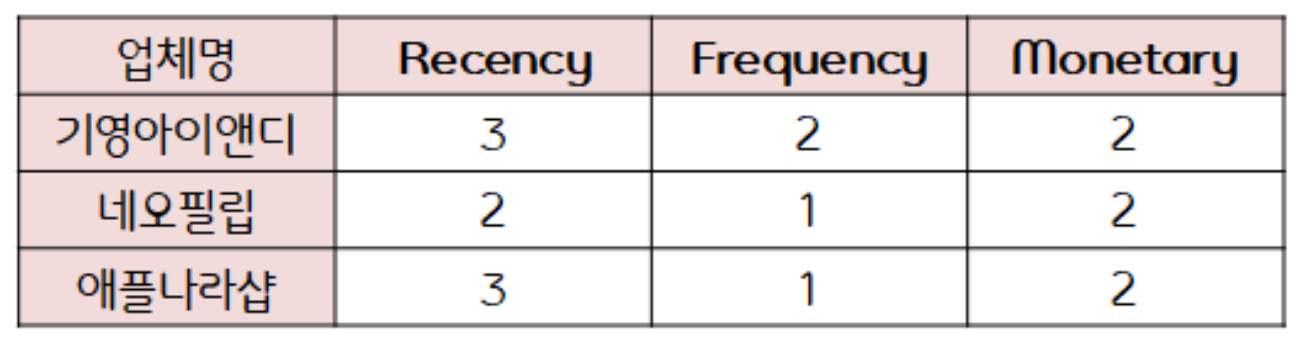 업체명 Recency Frequency Monetary
기영아이앤디 3 2 2
네오필립 2 1 2
애플나라샵 3 1 2